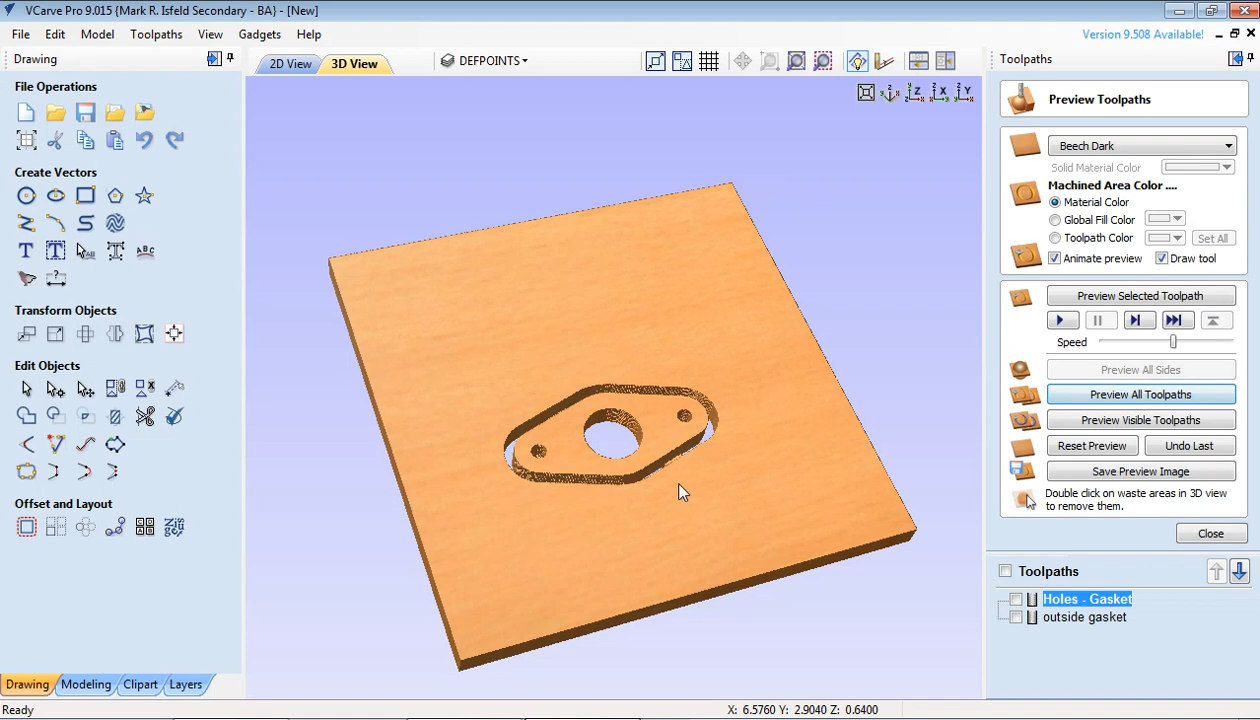 VCarve Pro 9.015 {Mark R. Isfeld Secondary - BA} - [New]
File Edit Model Toolpaths View Gadgets Help
Version 9.508 Available!
Drawing
2D View 3D View
DEFPOINTS
Toolpaths
File Operations
Create Vectors
Transform Objects
Edit Objects
Offset and Layout
Preview Toolpaths
Beech Dark
Solid Material Color
Machined Area Color ....
Material Color
Global Fill Color
Toolpath Color Set All
Animate preview Draw tool
Preview Selected Toolpath
Speed
Preview All Sides
Preview All Toolpaths
Preview Visible Toolpaths
Reset Preview Undo Last
Save Preview Image
Double click on waste areas in 3D view
to remove them.
Close
Toolpaths
Holes - Gasket
outside gasket
Drawing Modeling Clipart Layers
Ready
X: 6.5760 Y: 2.9040 Z: 0.6400